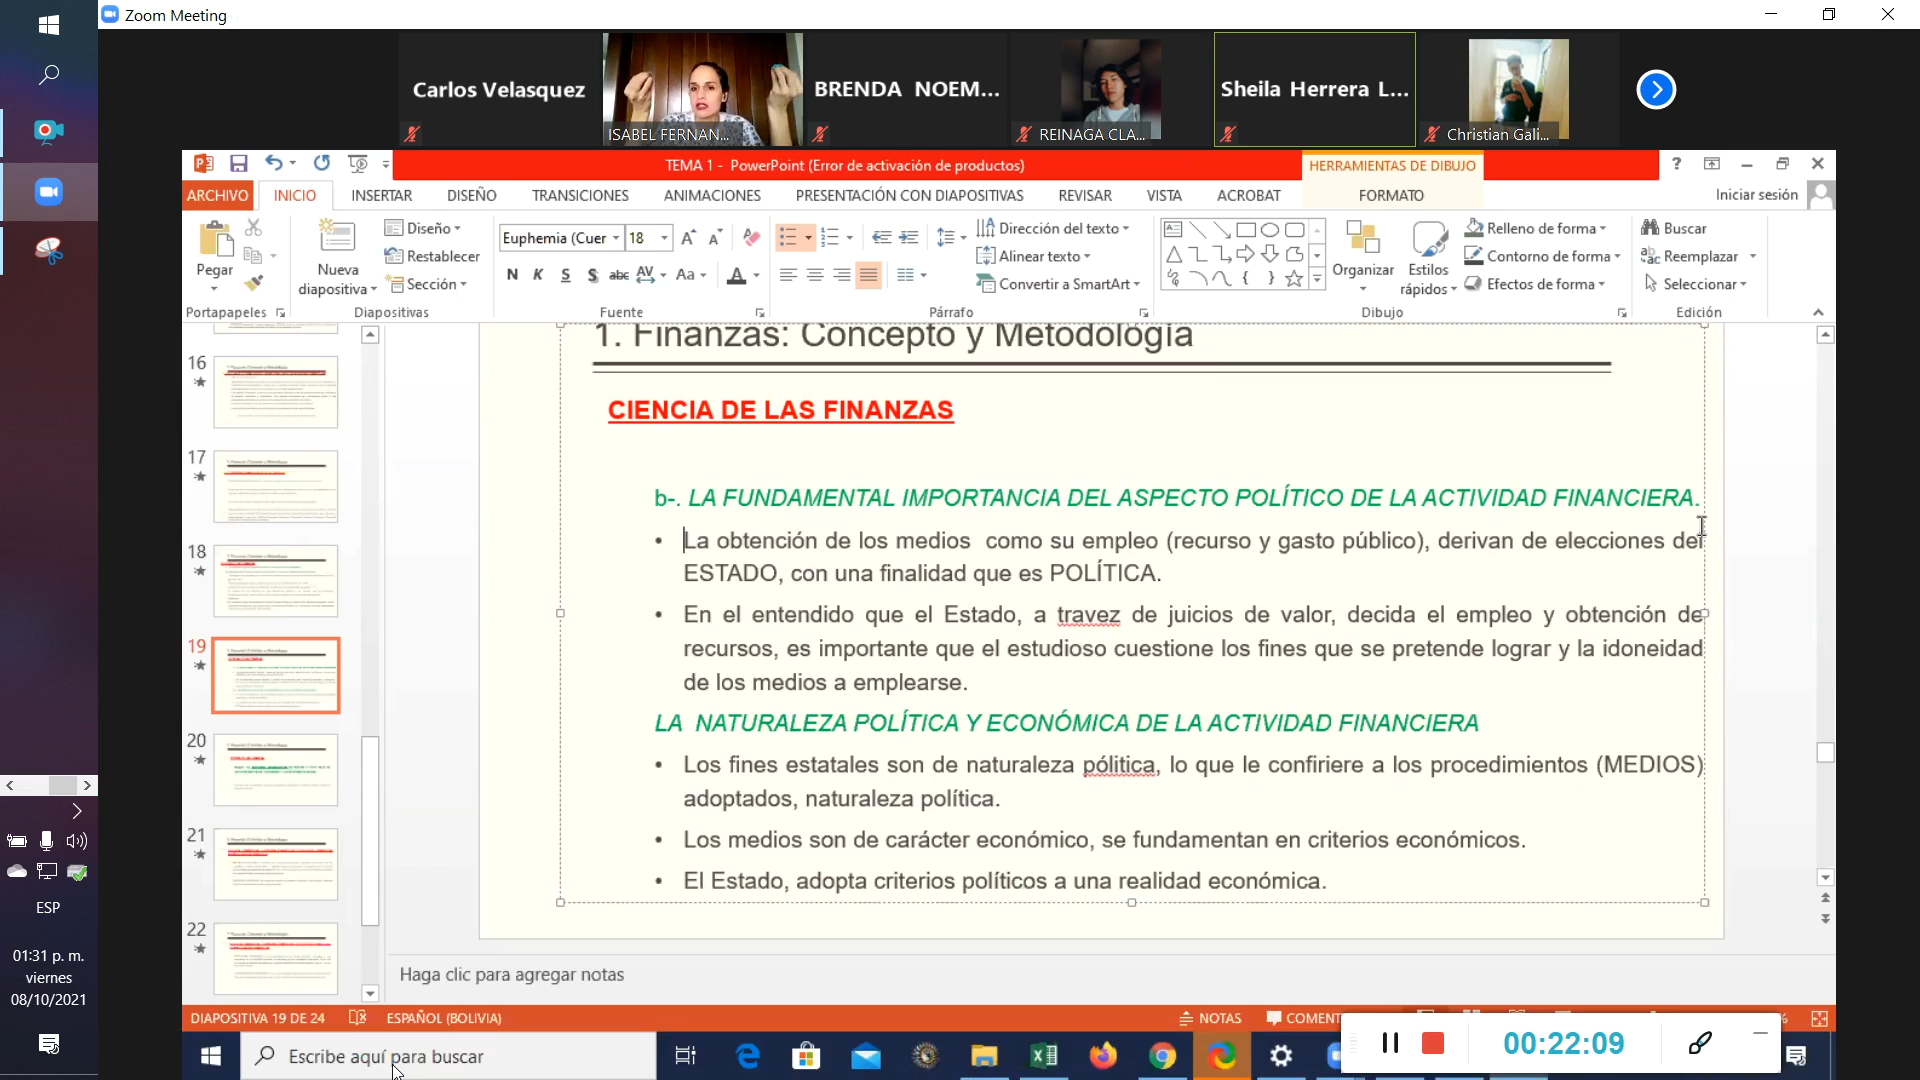 Zoom Meeting
Carlos Velasquez
ISABEL FERNAN...
BRENDA NOEM...
REINAGA CLA...
Sheila Herrera L...
Christian Gali...
TEMA 1 - PowerPoint (Error de activación de productos)
HERRAMIENTAS DE DIBUJO
ARCHIVO INICIO INSERTAR DISEÑO TRANSICIONES ANIMACIONES PRESENTACIÓN CON DIAPOSITIVAS REVISAR VISTA ACROBAT FORMATO Iniciar sesión
Pegar
Nueva diapositiva
Diseño
Restablecer
Sección
Euphemia (Cuer 18
N K S S abc AV Aa A
Dirección del texto
Alinear texto
Convertir a SmartArt
Organizar
Estilos rápidos
Relleno de forma
Contorno de forma
Efectos de forma
Buscar
Reemplazar
Seleccionar
Portapapeles Diapositivas Fuente Párrafo Dibujo Edición
16
17
18
19
20
21
22
1. Finanzas: Concepto y Metodología
CIENCIA DE LAS FINANZAS
b-. LA FUNDAMENTAL IMPORTANCIA DEL ASPECTO POLÍTICO DE LA ACTIVIDAD FINANCIERA.
• La obtención de los medios como su empleo (recurso y gasto público), derivan de elecciones del
ESTADO, con una finalidad que es POLÍTICA.
• En el entendido que el Estado, a travez de juicios de valor, decida el empleo y obtención de
recursos, es importante que el estudioso cuestione los fines que se pretende lograr y la idoneidad
de los medios a emplearse.
LA NATURALEZA POLÍTICA Y ECONÓMICA DE LA ACTIVIDAD FINANCIERA
• Los fines estatales son de naturaleza pólitica, lo que le confiriere a los procedimientos (MEDIOS)
adoptados, naturaleza política.
• Los medios son de carácter económico, se fundamentan en criterios económicos.
• El Estado, adopta criterios políticos a una realidad económica.
Haga clic para agregar notas
DIAPOSITIVA 19 DE 24 ESPAÑOL (BOLIVIA) NOTAS COMENT
Escribe aquí para buscar
00:22:09
ESP
01:31 p. m.
viernes
08/10/2021